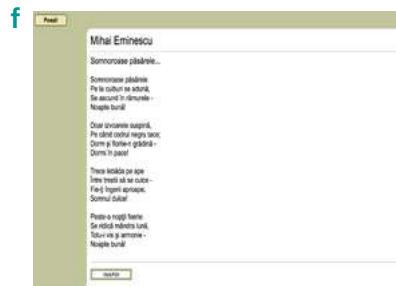 f
Poezii
Mihai Eminescu
Somnoroase păsărele...
Somnoroase păsărele
Pe la cuiburi se adună,
Se ascund în rămurele -
Noapte bună!
Doar izvoarele suspină,
Pe când codrul negru tace;
Dorm și florile-n grădină -
Dormi în pace!
Trece lebăda pe ape
Între trestii să se culce -
Fie-ți îngerii aproape,
Somnul dulce!
Peste-a nopții feerie
Se ridică mândra lună,
Totu-i vis și armonie -
Noapte bună!